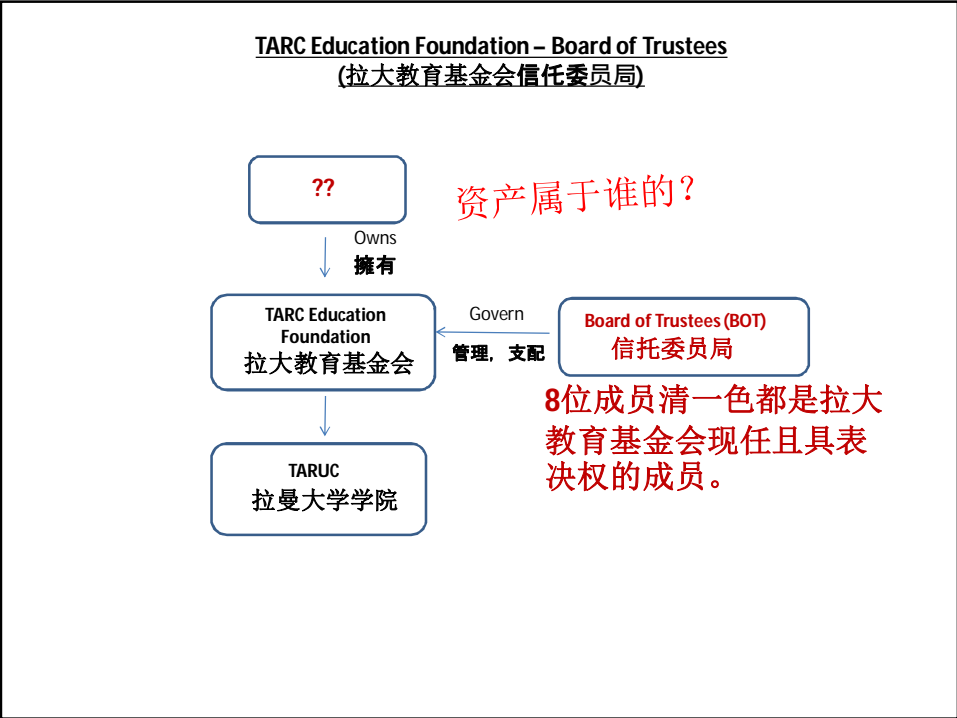 TARC Education Foundation – Board of Trustees
(拉大教育基金会信托委员局)
??
资产属于谁的？
Owns
擁有
TARC Education
Foundation
拉大教育基金会
Govern
管理，支配
Board of Trustees (BOT)
信托委员局
8位成员清一色都是拉大
教育基金会现任且具表
决权的成员。
TARUC
拉曼大学学院